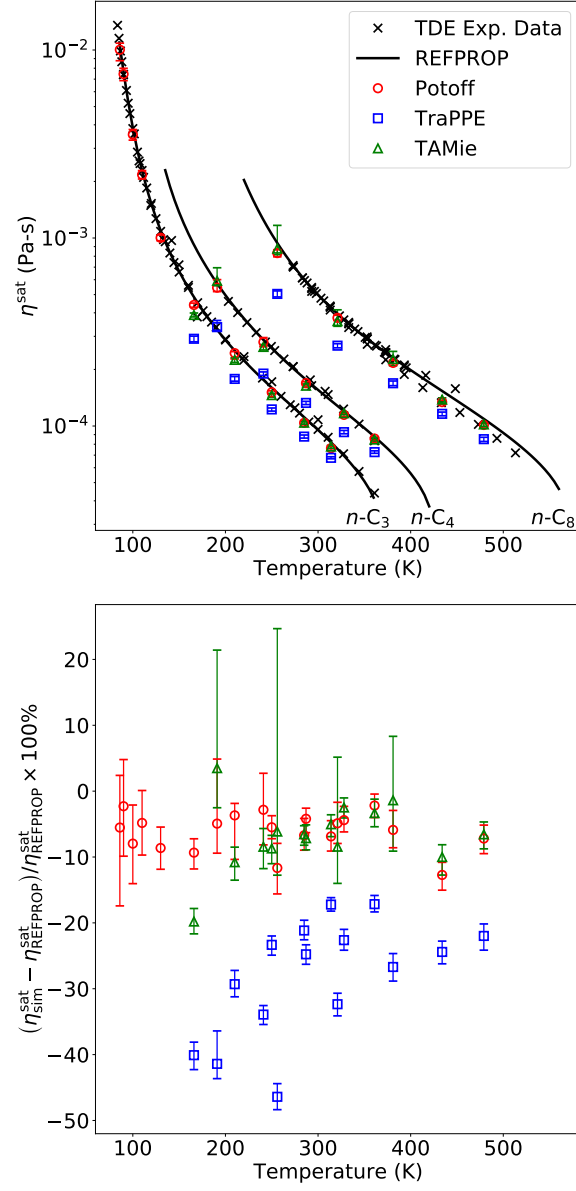 TDE Exp. Data
REFPROP
Potoff
TraPPE
TAMie
10⁻²
10⁻³
10⁻⁴
η^sat (Pa-s)
n-C₃
n-C₄
n-C₈
100 200 300 400 500
Temperature (K)
20
10
0
−10
−20
−30
−40
−50
(η^sat_sim − η^sat_REFPROP)/η^sat_REFPROP × 100%
100 200 300 400 500
Temperature (K)